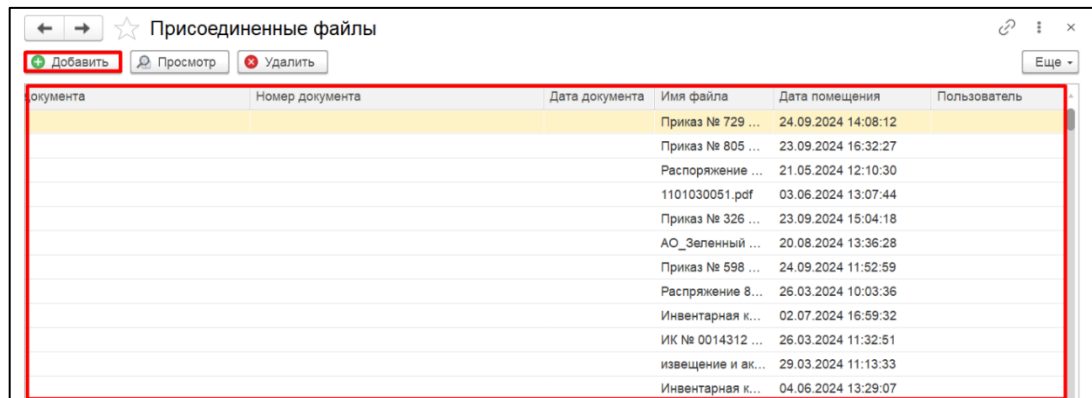 Присоединенные файлы
Добавить Просмотр Удалить Еще
документа Номер документа Дата документа Имя файла Дата помещения Пользователь
Приказ № 729 ... 24.09.2024 14:08:12
Приказ № 805 ... 23.09.2024 16:32:27
Распоряжение ... 21.05.2024 12:10:30
1101030051.pdf 03.06.2024 13:07:44
Приказ № 326 ... 23.09.2024 15:04:18
АО_Зеленный ... 20.08.2024 13:36:28
Приказ № 598 ... 24.09.2024 11:52:59
Распряжение 8... 26.03.2024 10:03:36
Инвентарная к... 02.07.2024 16:59:32
ИК № 0014312 ... 26.03.2024 11:32:51
извещение и ак... 29.03.2024 11:13:33
Инвентарная к... 04.06.2024 13:29:07